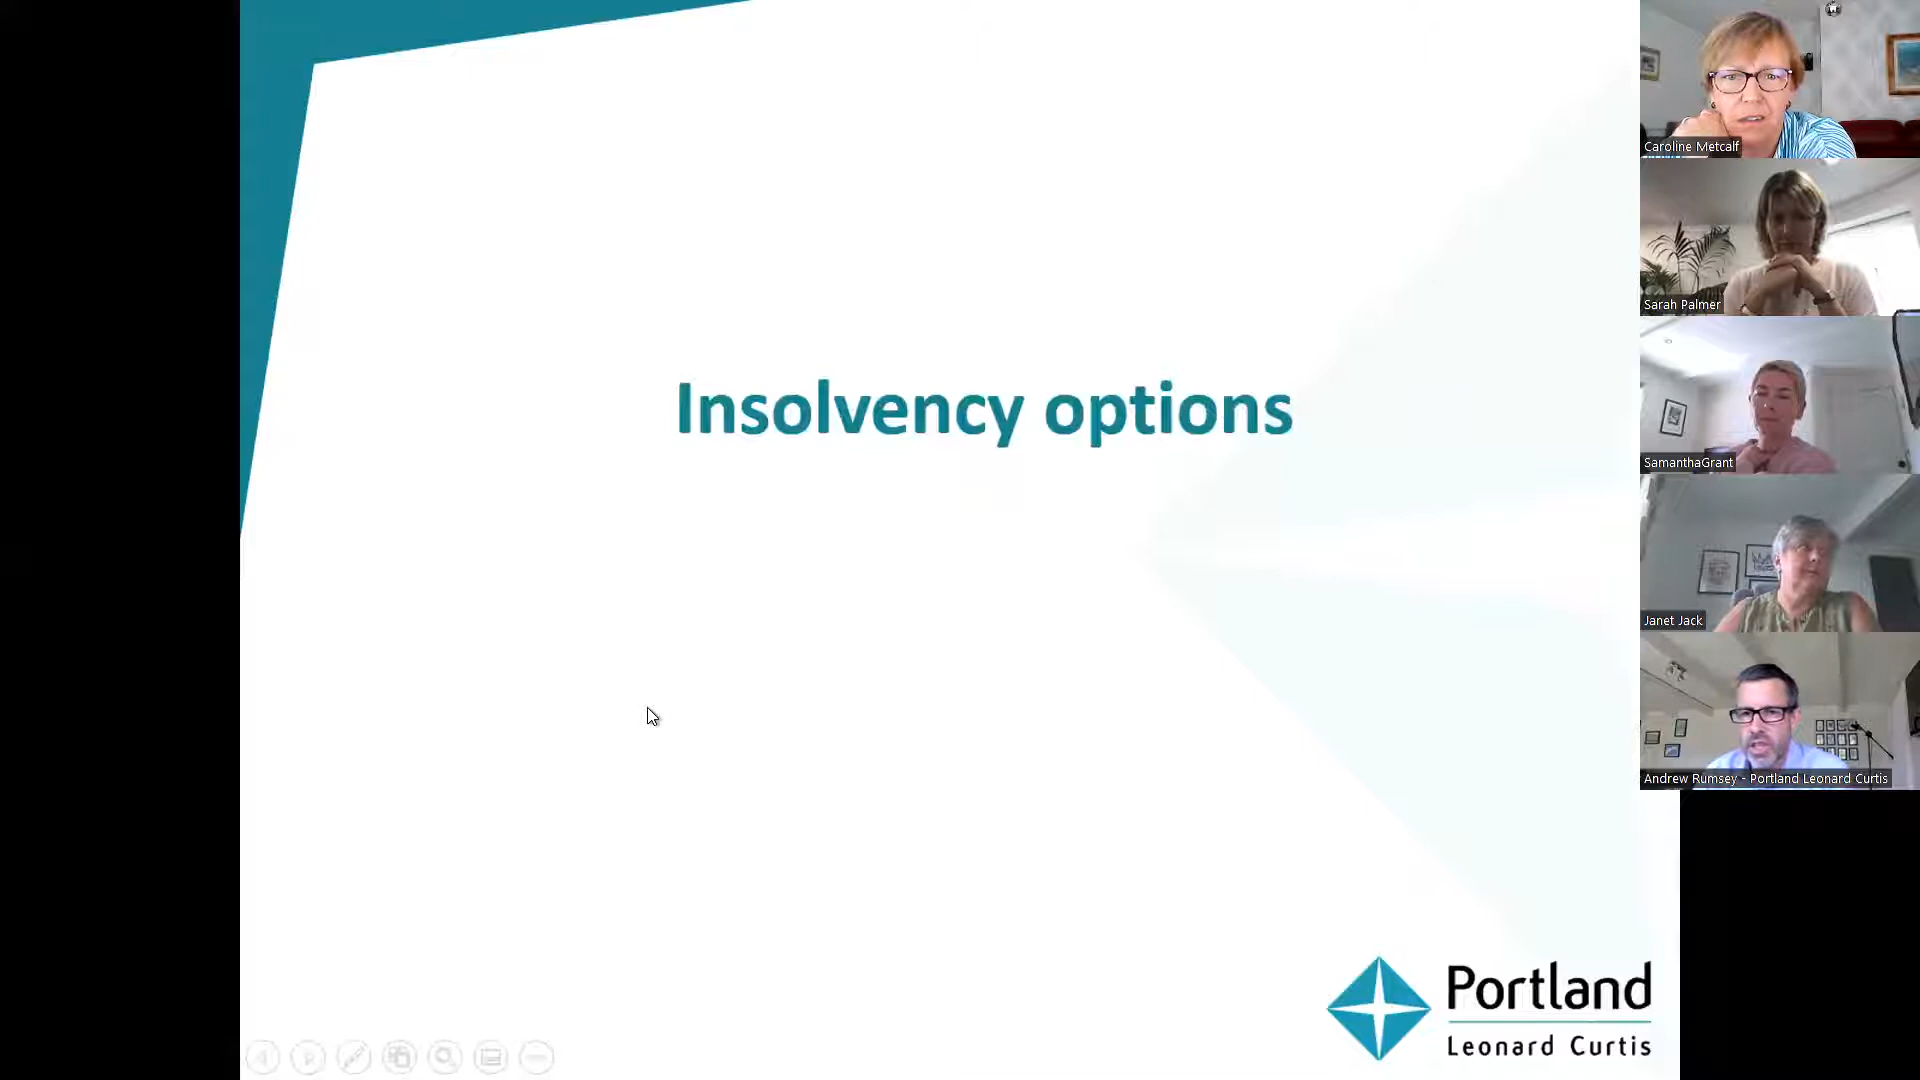 Insolvency options
Portland
Leonard Curtis
Caroline Metcalf
Sarah Palmer
SamanthaGrant
Janet Jack
Andrew Rumsey - Portland Leonard Curtis